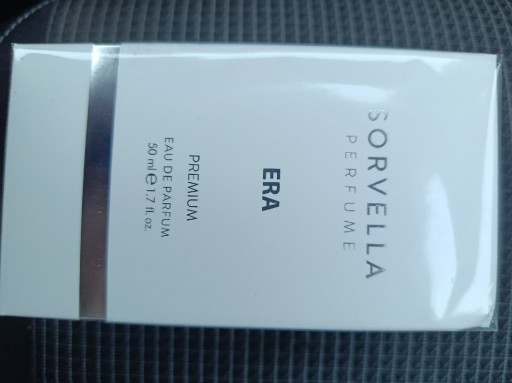 SORVELLA
PERFUME
ERA
PREMIUM
EAU DE PARFUM
50 ml ℮ 1.7 fl. oz.